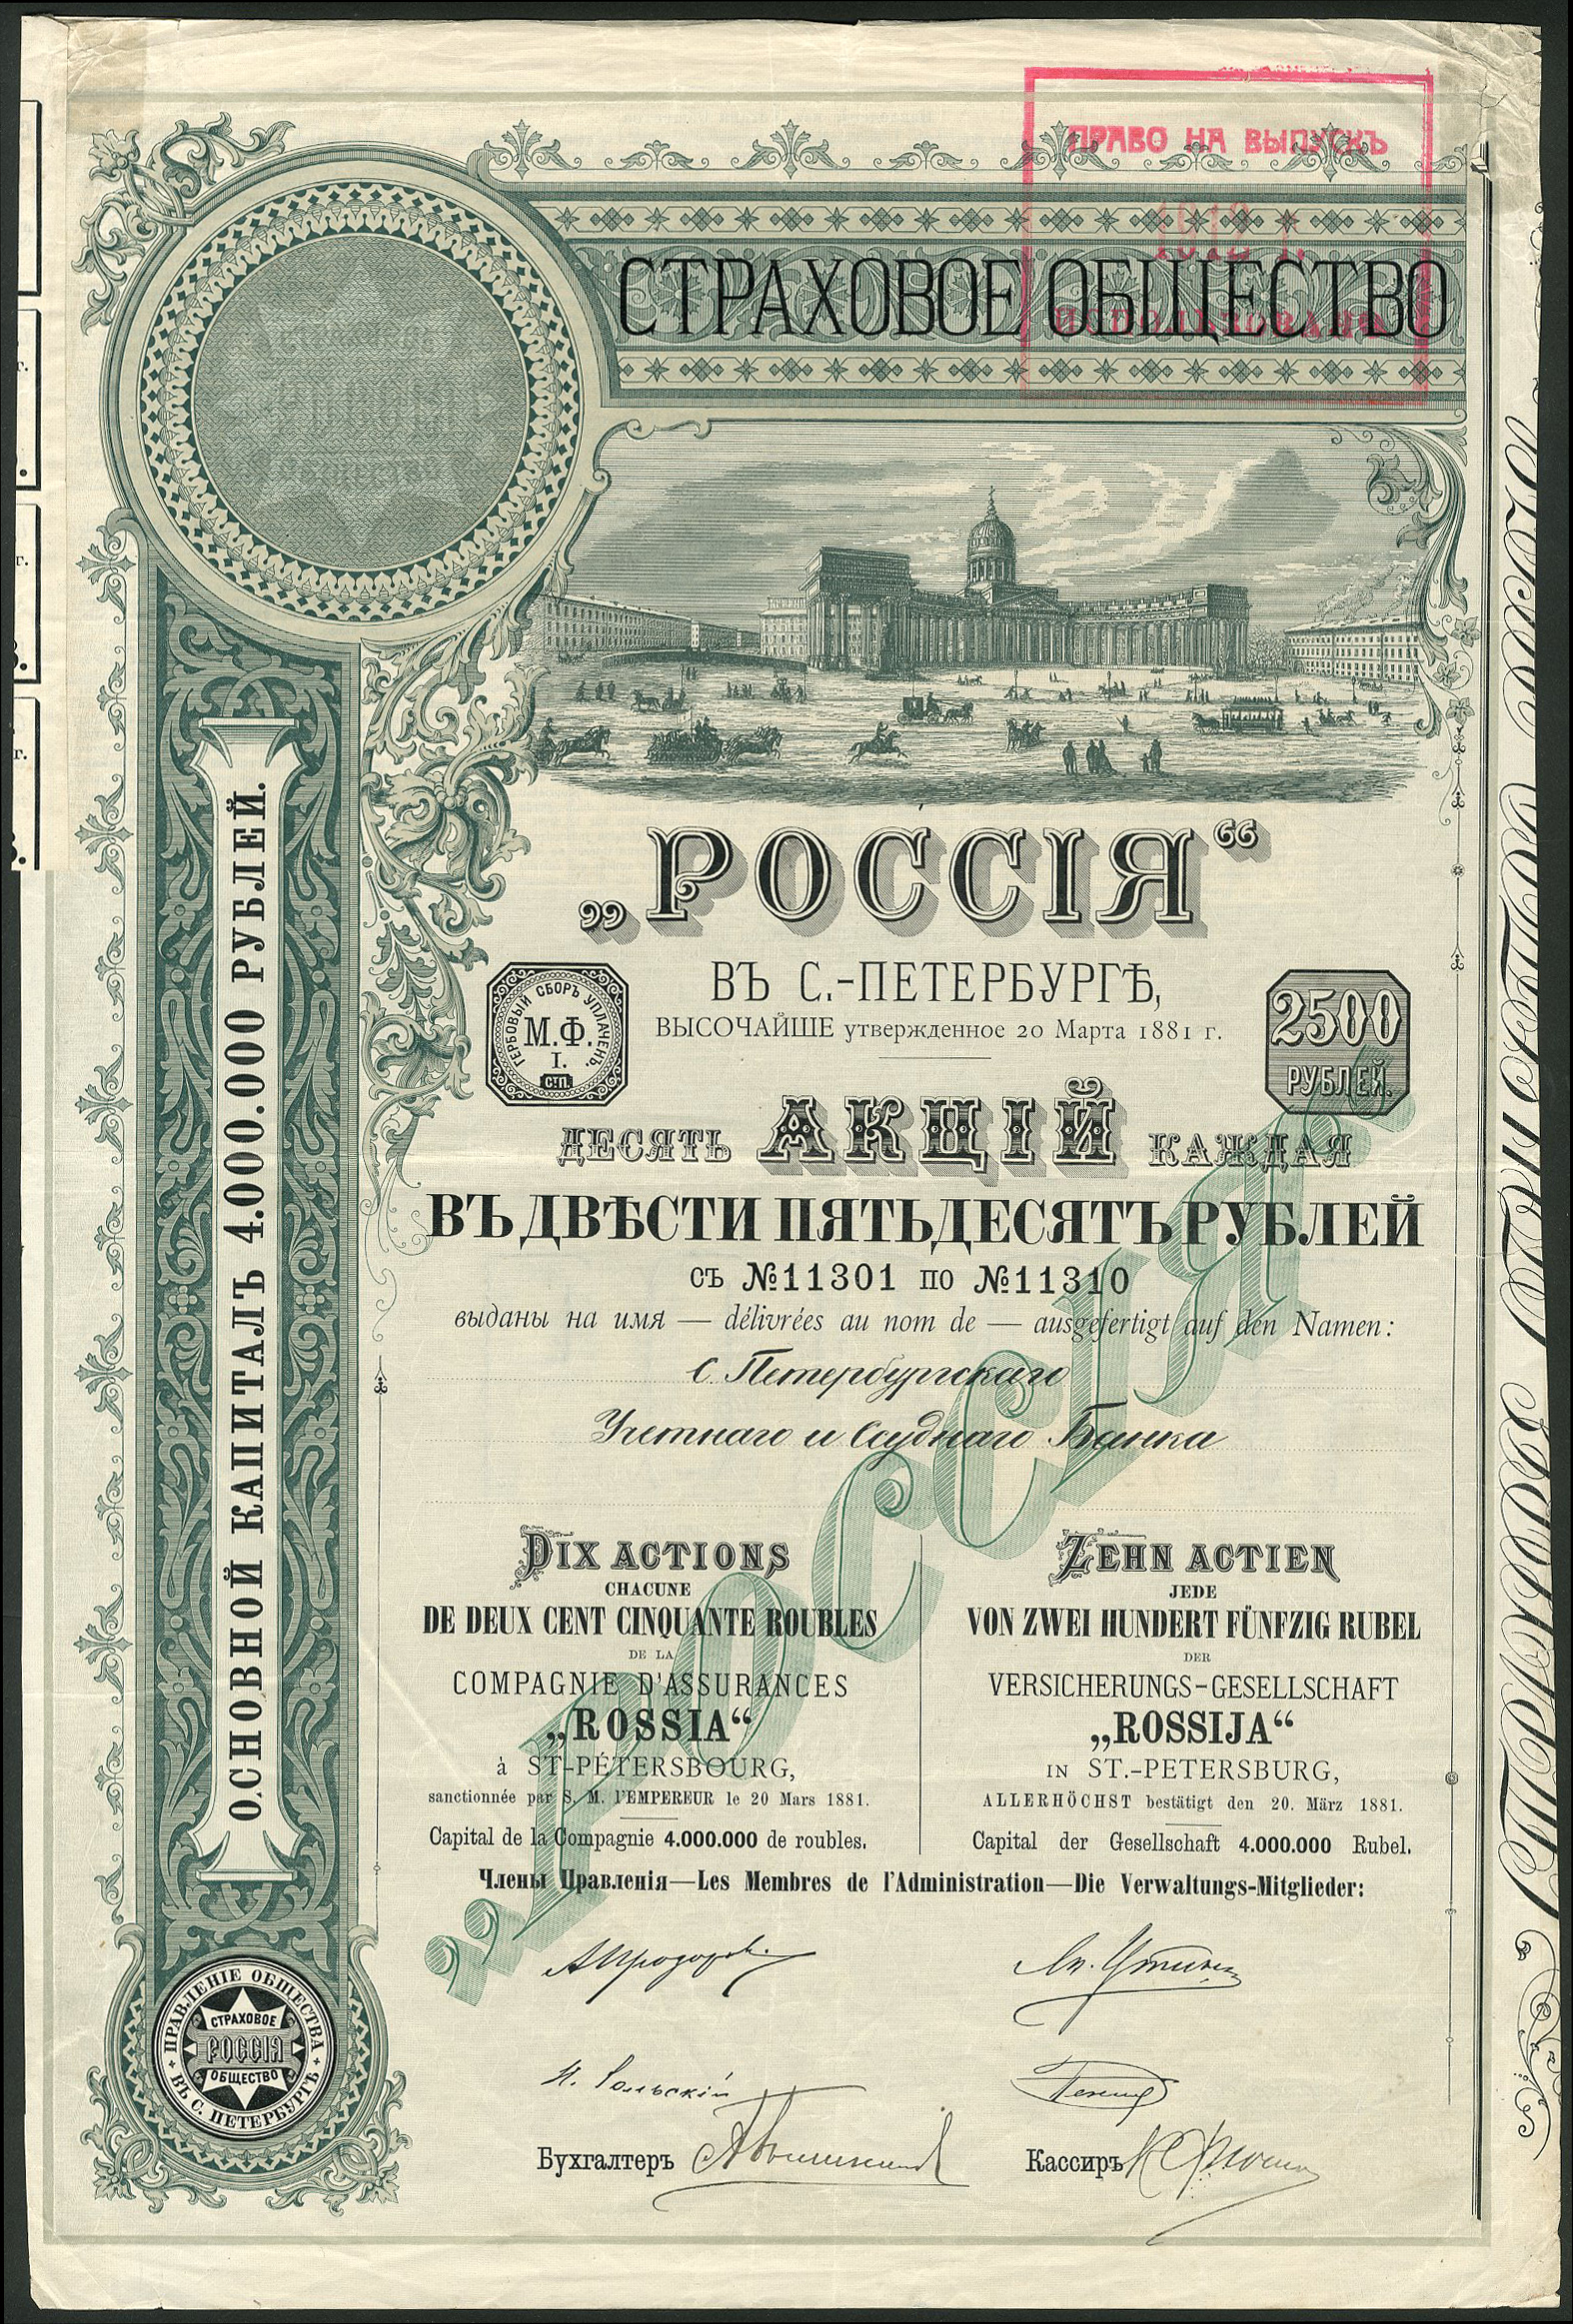 ПРАВО НА ВЫПУСКЪ
1912 г.
ИСПОЛЬЗОВАНО
СТРАХОВОЕ ОБЩЕСТВО
„РОССІЯ“
ВЪ С.-ПЕТЕРБУРГѢ,
ВЫСОЧАЙШЕ утвержденное 20 Марта 1881 г.
ГЕРБОВЫЙ СБОРЪ УПЛАЧЕНЪ.
М.Ф.
I.
С.П.
2500
РУБЛЕЙ.
ДЕСЯТЬ АКЦІЙ КАЖДАЯ
ВЪ ДВѢСТИ ПЯТЬДЕСЯТЪ РУБЛЕЙ
съ №11301 по №11310
выданы на имя — délivrées au nom de — ausgefertigt auf den Namen:
С. Петербургскаго
Учетнаго и Ссуднаго Банка
„РОССІЯ“
DIX ACTIONS
CHACUNE
DE DEUX CENT CINQUANTE ROUBLES
DE LA
COMPAGNIE D'ASSURANCES
„ROSSIA“
à ST-PÉTERSBOURG,
sanctionnée par S. M. l'EMPEREUR le 20 Mars 1881.
Capital de la Compagnie 4.000.000 de roubles.
ZEHN ACTIEN
JEDE
VON ZWEI HUNDERT FÜNFZIG RUBEL
DER
VERSICHERUNGS-GESELLSCHAFT
„ROSSIJA“
IN ST.-PETERSBURG,
ALLERHÖCHST bestätigt den 20. März 1881.
Capital der Gesellschaft 4.000.000 Rubel.
Члены Правленія—Les Membres de l'Administration—Die Verwaltungs-Mitglieder:
Бухгалтеръ
Кассиръ
ОСНОВНОЙ КАПИТАЛЪ 4.000.000 РУБЛЕЙ.
ПРАВЛЕНІЕ ОБЩЕСТВА
ВЪ С. ПЕТЕРБУРГѢ
СТРАХОВОЕ
РОССІЯ
ОБЩЕСТВО